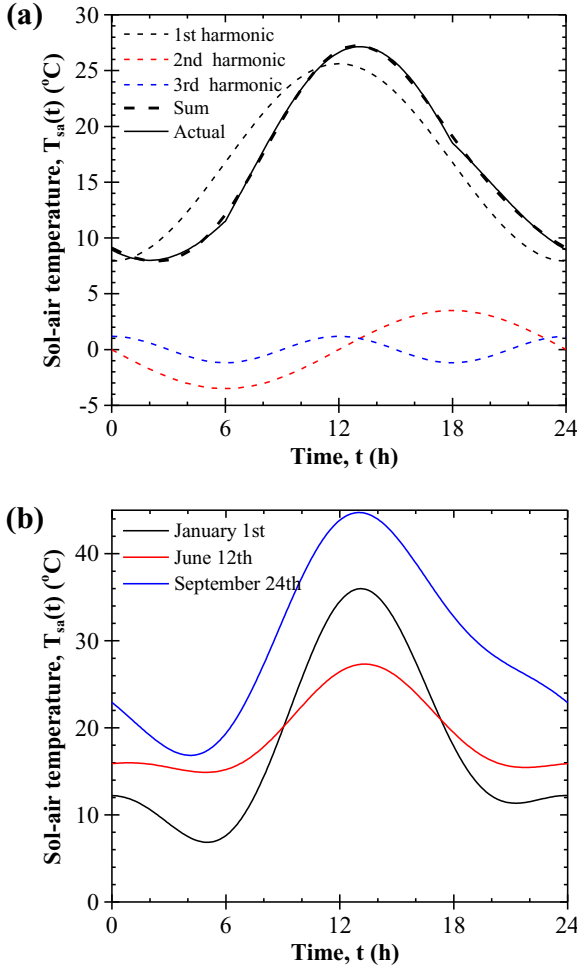 (a)
30
25
20
15
10
5
0
-5
Sol-air temperature, Tsa(t) (°C)
1st harmonic
2nd harmonic
3rd harmonic
Sum
Actual
0 6 12 18 24
Time, t (h)
(b)
40
30
20
10
0
Sol-air temperature, Tsa(t) (°C)
January 1st
June 12th
September 24th
0 6 12 18 24
Time, t (h)